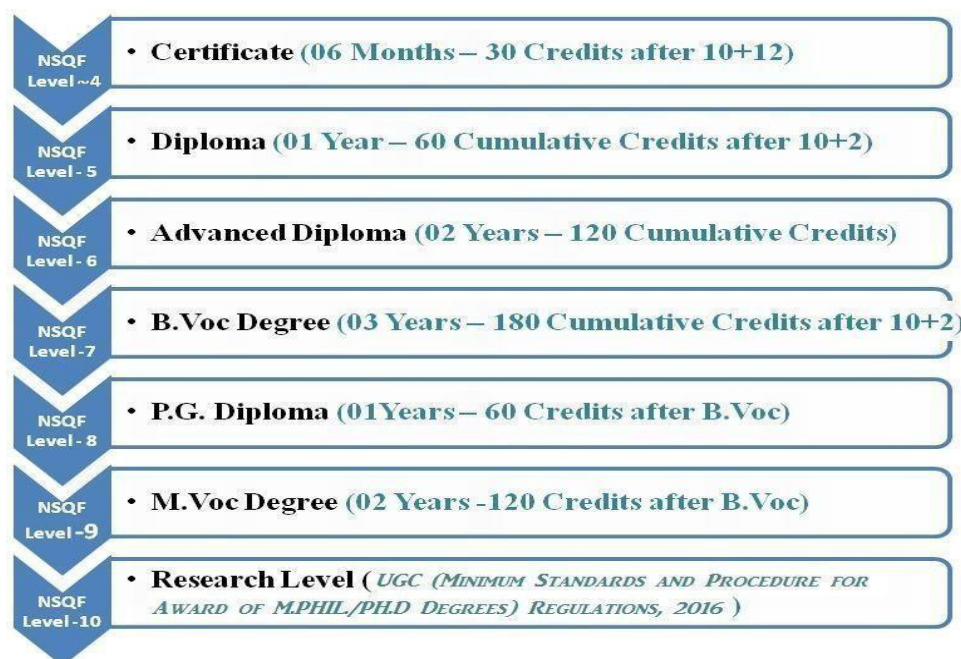 NSQF
Level~4
• Certificate (06 Months – 30 Credits after 10+12)
NSQF
Level- 5
• Diploma (01 Year – 60 Cumulative Credits after 10+2)
NSQF
Level- 6
• Advanced Diploma (02 Years – 120 Cumulative Credits)
NSQF
Level-7
• B.Voc Degree (03 Years – 180 Cumulative Credits after 10+2)
NSQF
Level- 8
• P.G. Diploma (01Years – 60 Credits after B.Voc)
NSQF
Level-9
• M.Voc Degree (02 Years -120 Credits after B.Voc)
NSQF
Level-10
• Research Level ( UGC (MINIMUM STANDARDS AND PROCEDURE FOR
AWARD OF M.PHIL./PH.D DEGREES) REGULATIONS, 2016 )